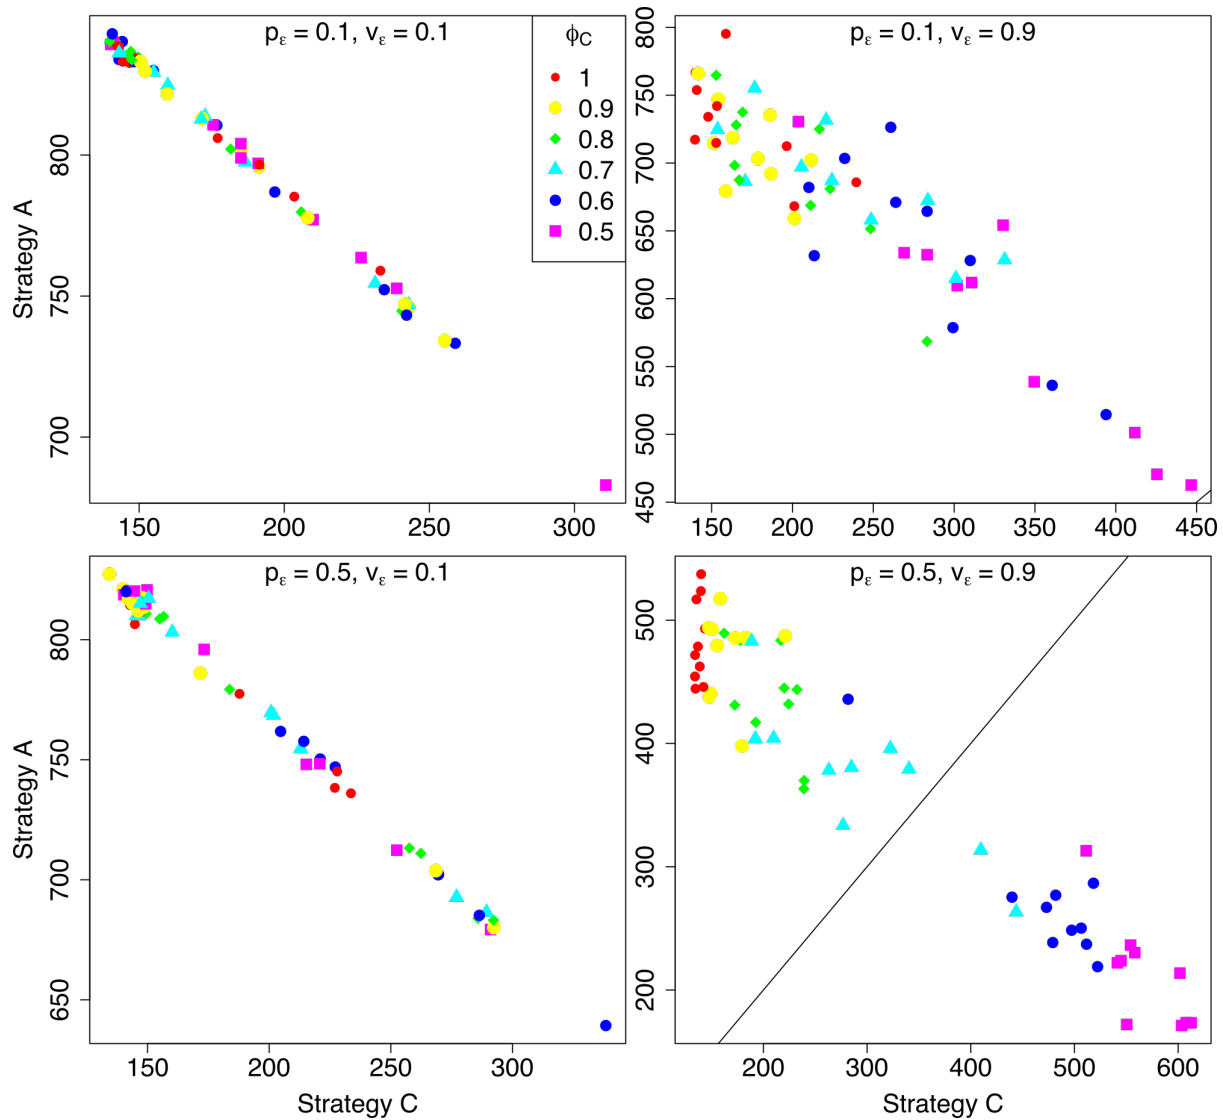 p_ε = 0.1, v_ε = 0.1
ϕ_C
1
0.9
0.8
0.7
0.6
0.5
Strategy A
800
750
700
150 200 250 300
p_ε = 0.1, v_ε = 0.9
800
750
700
650
600
550
500
450
150 200 250 300 350 400 450
p_ε = 0.5, v_ε = 0.1
Strategy A
800
750
700
650
150 200 250 300
Strategy C
p_ε = 0.5, v_ε = 0.9
500
400
300
200
200 300 400 500 600
Strategy C